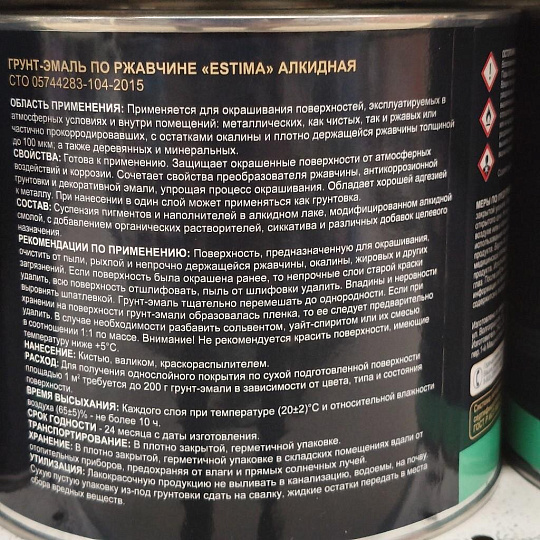 ГРУНТ-ЭМАЛЬ ПО РЖАВЧИНЕ «ESTIMA» АЛКИДНАЯ
СТО 05744283-104-2015
ОБЛАСТЬ ПРИМЕНЕНИЯ: Применяется для окрашивания поверхностей, эксплуатируемых в
атмосферных условиях и внутри помещений: металлических, как чистых, так и ржавых или
частично прокорродировавших, с остатками окалины и плотно держащейся ржавчины толщиной
до 100 мкм, а также деревянных и минеральных.
СВОЙСТВА: Готова к применению. Защищает окрашенные поверхности от атмосферных
воздействий и коррозии. Сочетает свойства преобразователя ржавчины, антикоррозионной
грунтовки и декоративной эмали, упрощая процесс окрашивания. Обладает хорошей адгезией
к металлу. При нанесении в один слой может применяться как грунтовка.
СОСТАВ: Суспензия пигментов и наполнителей в алкидном лаке, модифицированном алкидной
смолой, с добавлением органических растворителей, сиккатива и различных добавок целевого
назначения.
РЕКОМЕНДАЦИИ ПО ПРИМЕНЕНИЮ: Поверхность, предназначенную для окрашивания,
очистить от пыли, рыхлой и непрочно держащейся ржавчины, окалины, жировых и других
загрязнений. Если поверхность была окрашена ранее, то непрочные слои старой краски
удалить, всю поверхность отшлифовать, пыль от шлифовки удалить. Впадины и неровности
выровнять шпатлевкой. Грунт-эмаль тщательно перемешать до однородности. Если при
хранении на поверхности грунт-эмали образовалась пленка, то ее следует предварительно
удалить. В случае необходимости разбавить сольвентом, уайт-спиритом или их смесью
в соотношении 1:1 по массе. Внимание! Не рекомендуется красить поверхности, имеющие
температуру ниже +5°С.
НАНЕСЕНИЕ: Кистью, валиком, краскораспылителем.
РАСХОД: Для получения однослойного покрытия по сухой подготовленной поверхности
площадью 1 м² требуется до 200 г грунт-эмали в зависимости от цвета, типа и состояния
поверхности.
ВРЕМЯ ВЫСЫХАНИЯ: Каждого слоя при температуре (20±2)°С и относительной влажности
воздуха (65±5)% - не более 10 ч.
СРОК ГОДНОСТИ - 24 месяца с даты изготовления.
ТРАНСПОРТИРОВАНИЕ: В плотно закрытой, герметичной упаковке.
ХРАНЕНИЕ: В плотно закрытой, герметичной упаковке в складских помещениях вдали от
отопительных приборов, предохраняя от влаги и прямых солнечных лучей.
УТИЛИЗАЦИЯ: Лакокрасочную продукцию не выливать в канализацию, водоемы, на почву.
Сухую пустую упаковку из-под грунтовки сдать на свалку, жидкие остатки передать в места
сбора вредных веществ.